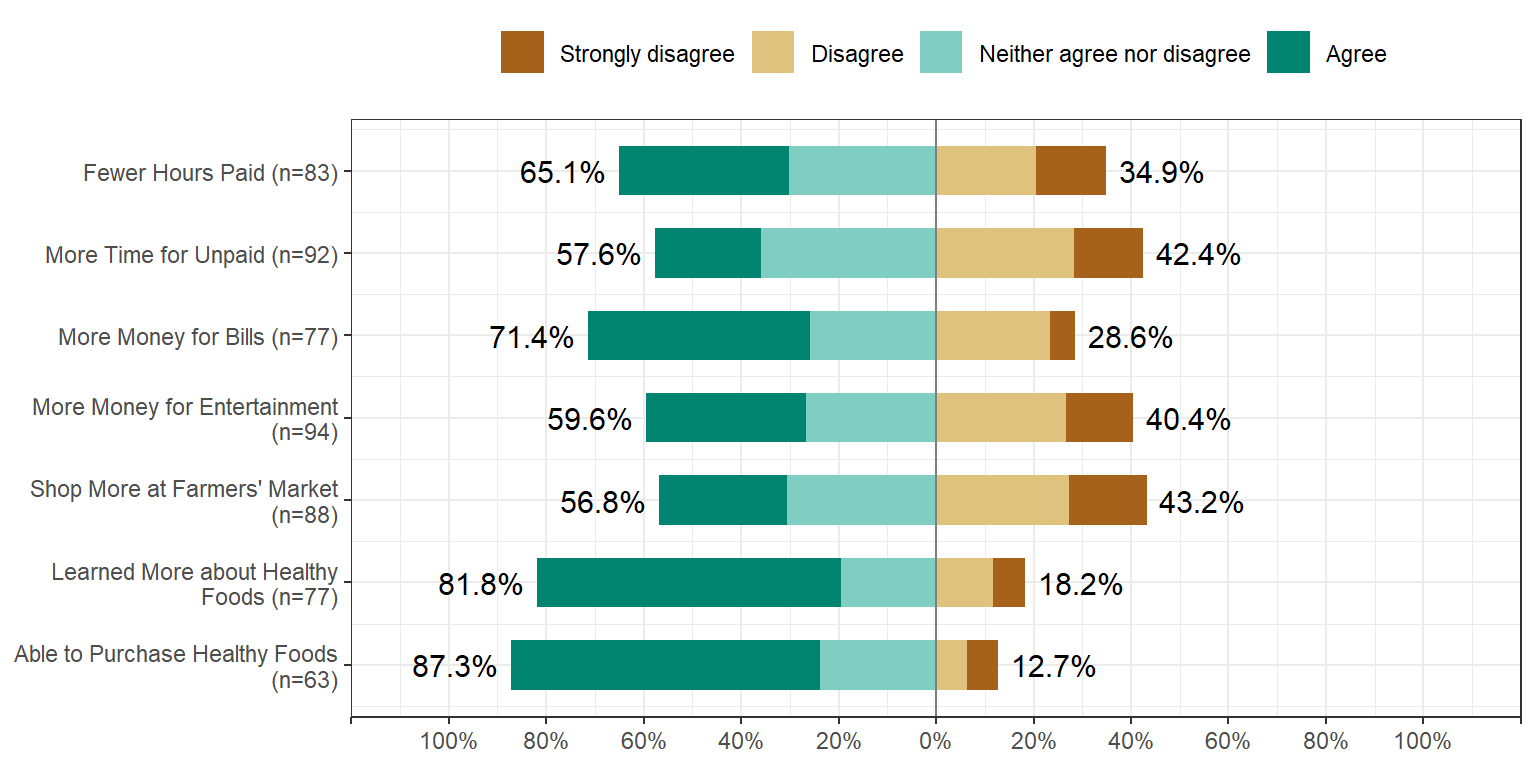 Strongly disagree Disagree Neither agree nor disagree Agree
Fewer Hours Paid (n=83) 65.1% 34.9%
More Time for Unpaid (n=92) 57.6% 42.4%
More Money for Bills (n=77) 71.4% 28.6%
More Money for Entertainment
(n=94) 59.6% 40.4%
Shop More at Farmers' Market
(n=88) 56.8% 43.2%
Learned More about Healthy
Foods (n=77) 81.8% 18.2%
Able to Purchase Healthy Foods
(n=63) 87.3% 12.7%
100% 80% 60% 40% 20% 0% 20% 40% 60% 80% 100%